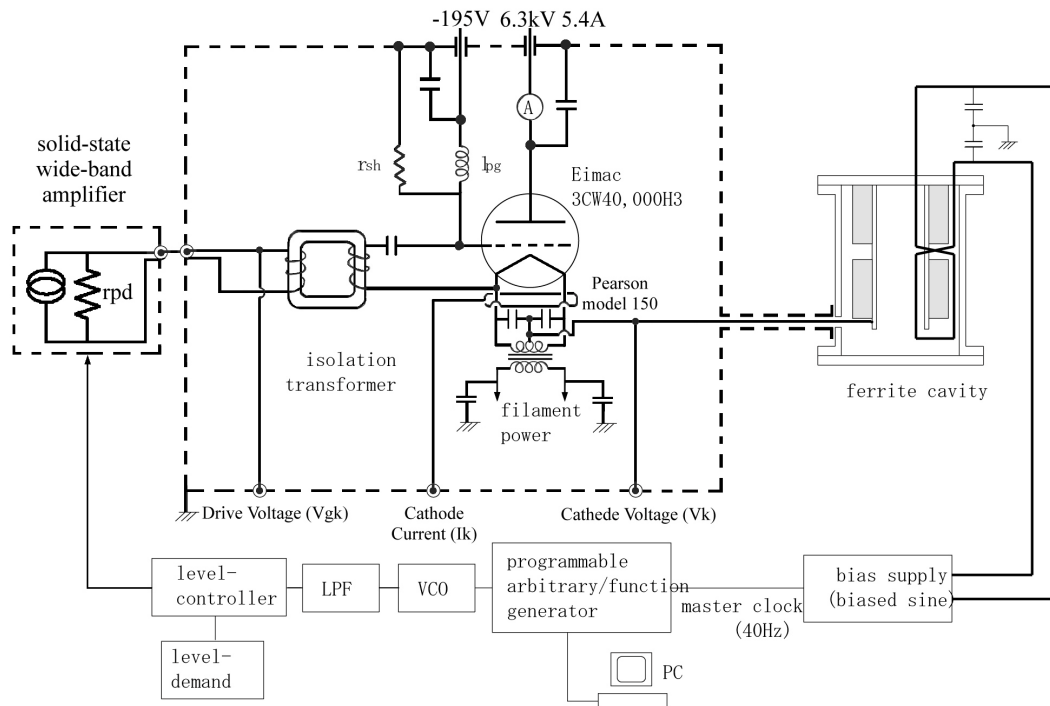 -195V 6.3kV 5.4A
A
solid-state
wide-band
amplifier
rsh
lpg
Eimac
3CW40,000H3
rpd
Pearson
model 150
isolation
transformer
filament
power
ferrite cavity
Drive Voltage (Vgk)
Cathode
Current (Ik)
Cathede Voltage (Vk)
level-
controller
LPF
VCO
programmable
arbitrary/function
generator
master clock
(40Hz)
bias supply
(biased sine)
level-
demand
PC